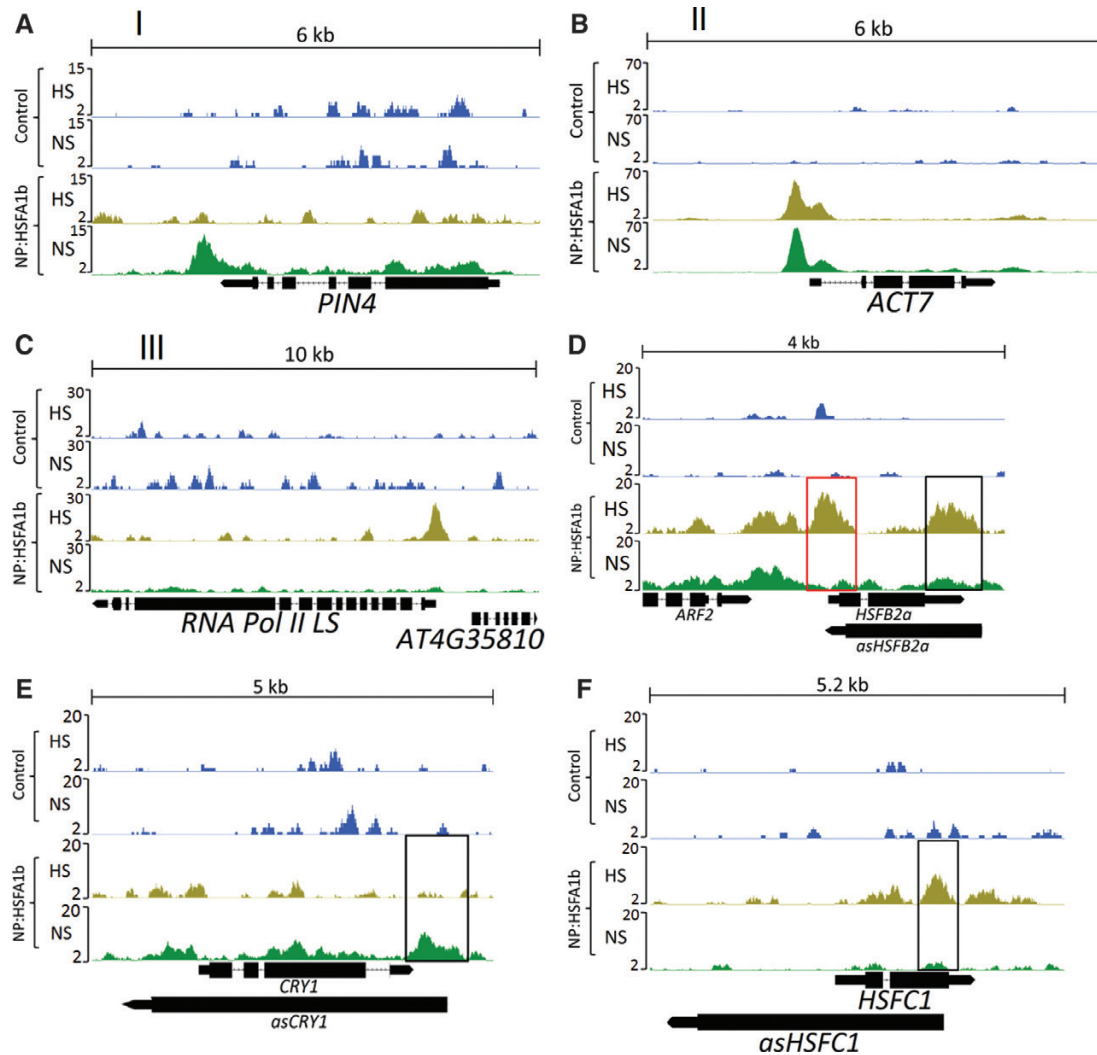 A I
6 kb
Control
HS
15
2
NS
15
2
NP:HSFA1b
HS
15
2
NS
15
2
PIN4
B II
6 kb
Control
HS
70
2
NS
70
2
NP:HSFA1b
HS
70
2
NS
70
2
ACT7
C III
10 kb
Control
HS
30
2
NS
30
2
NP:HSFA1b
HS
30
2
NS
30
2
RNA Pol II LS
AT4G35810
D
4 kb
Control
HS
20
2
NS
20
2
NP:HSFA1b
HS
20
2
NS
20
2
ARF2
HSFB2a
asHSFB2a
E
5 kb
Control
HS
20
2
NS
20
2
NP:HSFA1b
HS
20
2
NS
20
2
CRY1
asCRY1
F
5.2 kb
Control
HS
20
2
NS
20
2
NP:HSFA1b
HS
20
2
NS
20
2
HSFC1
asHSFC1